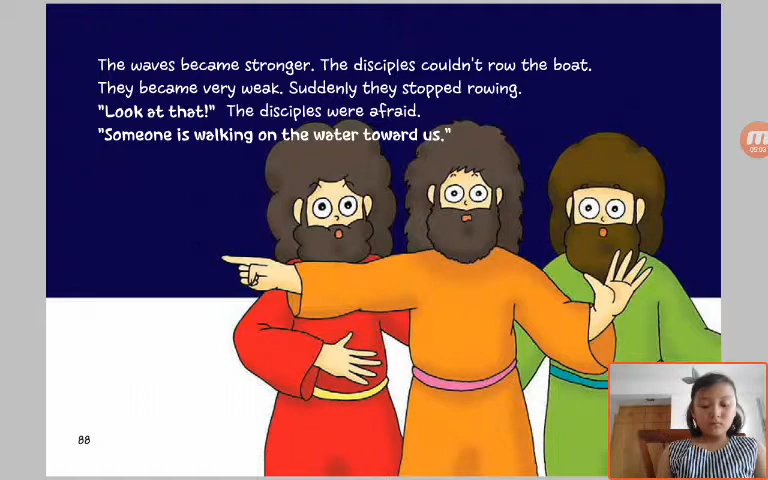 The waves became stronger. The disciples couldn't row the boat.
They became very weak. Suddenly they stopped rowing.
"Look at that!" The disciples were afraid.
"Someone is walking on the water toward us."
88